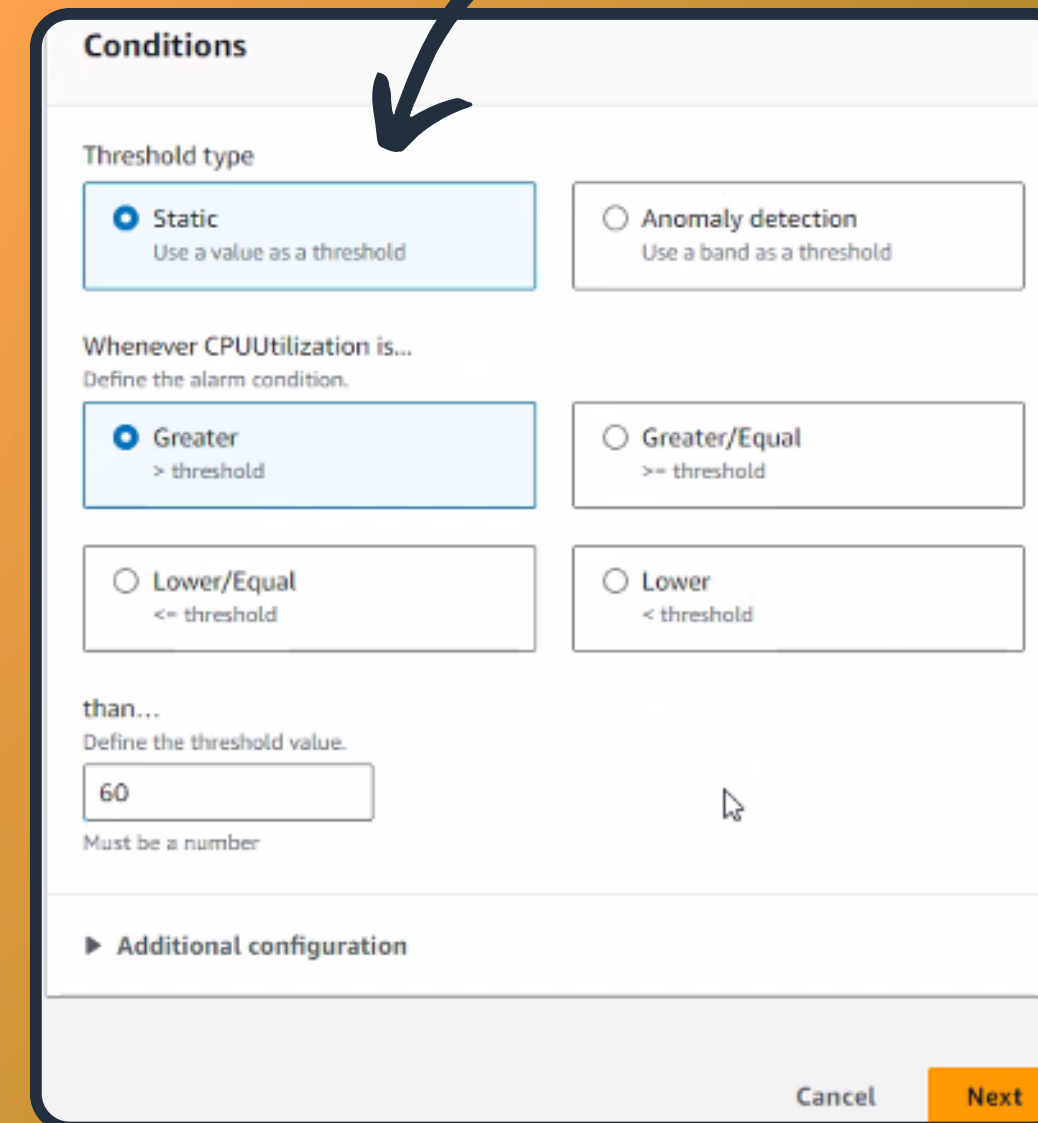 Conditions
Threshold type
Static
Use a value as a threshold
Anomaly detection
Use a band as a threshold
Whenever CPUUtilization is...
Define the alarm condition.
Greater
> threshold
Greater/Equal
>= threshold
Lower/Equal
<= threshold
Lower
< threshold
than...
Define the threshold value.
60
Must be a number
Additional configuration
Cancel
Next